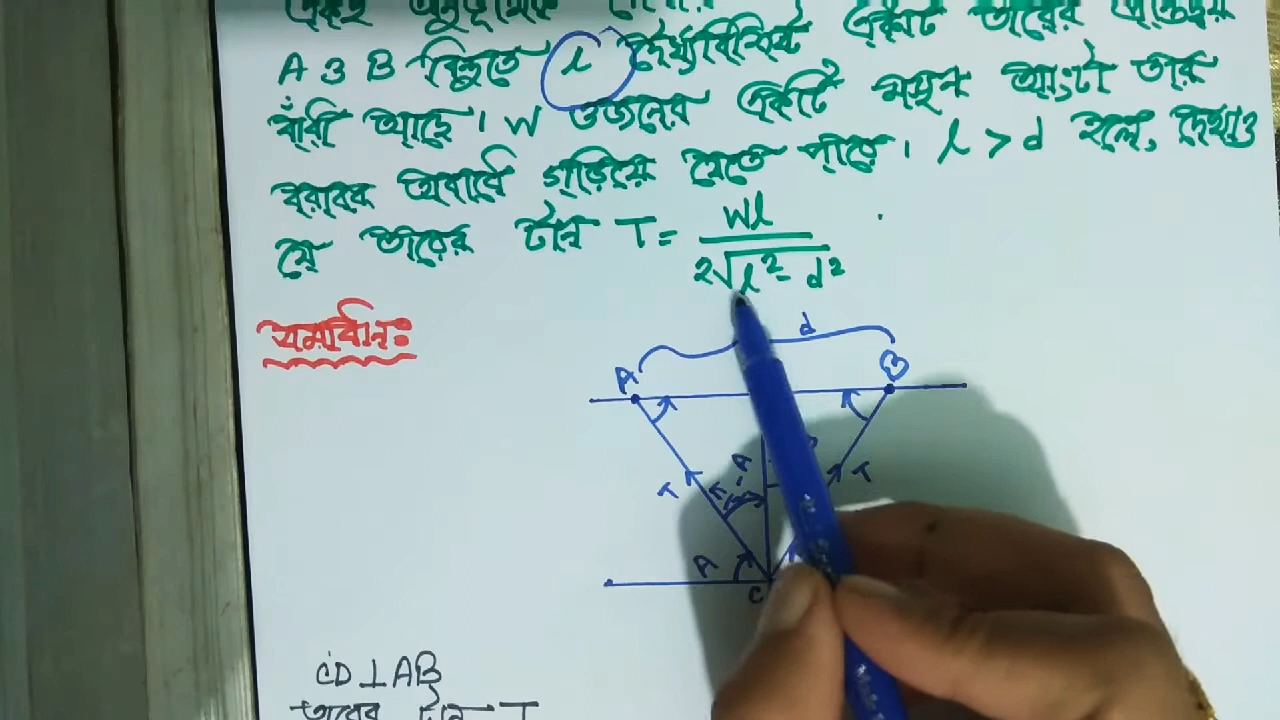 A ও B বিন্দুতে l দৈর্ঘ্যবিশিষ্ট একটি তারের প্রান্তদ্বয়
বাঁধা আছে। W ওজনের একটি মসৃন আংটা তার
বরাবর অবাধে গড়িয়ে যেতে পারে। l > d হলে, দেখাও
যে তারের টান T = Wl / 2√l² - d²
সমাধান:
d
A B
T T
A
C
CD ⊥ AB
তারের টান T